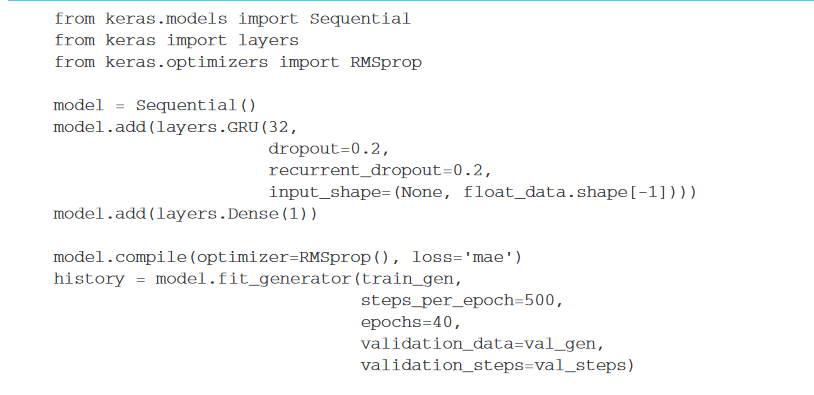 from keras.models import Sequential
from keras import layers
from keras.optimizers import RMSprop
model = Sequential()
model.add(layers.GRU(32,
dropout=0.2,
recurrent_dropout=0.2,
input_shape=(None, float_data.shape[-1])))
model.add(layers.Dense(1))
model.compile(optimizer=RMSprop(), loss='mae')
history = model.fit_generator(train_gen,
steps_per_epoch=500,
epochs=40,
validation_data=val_gen,
validation_steps=val_steps)